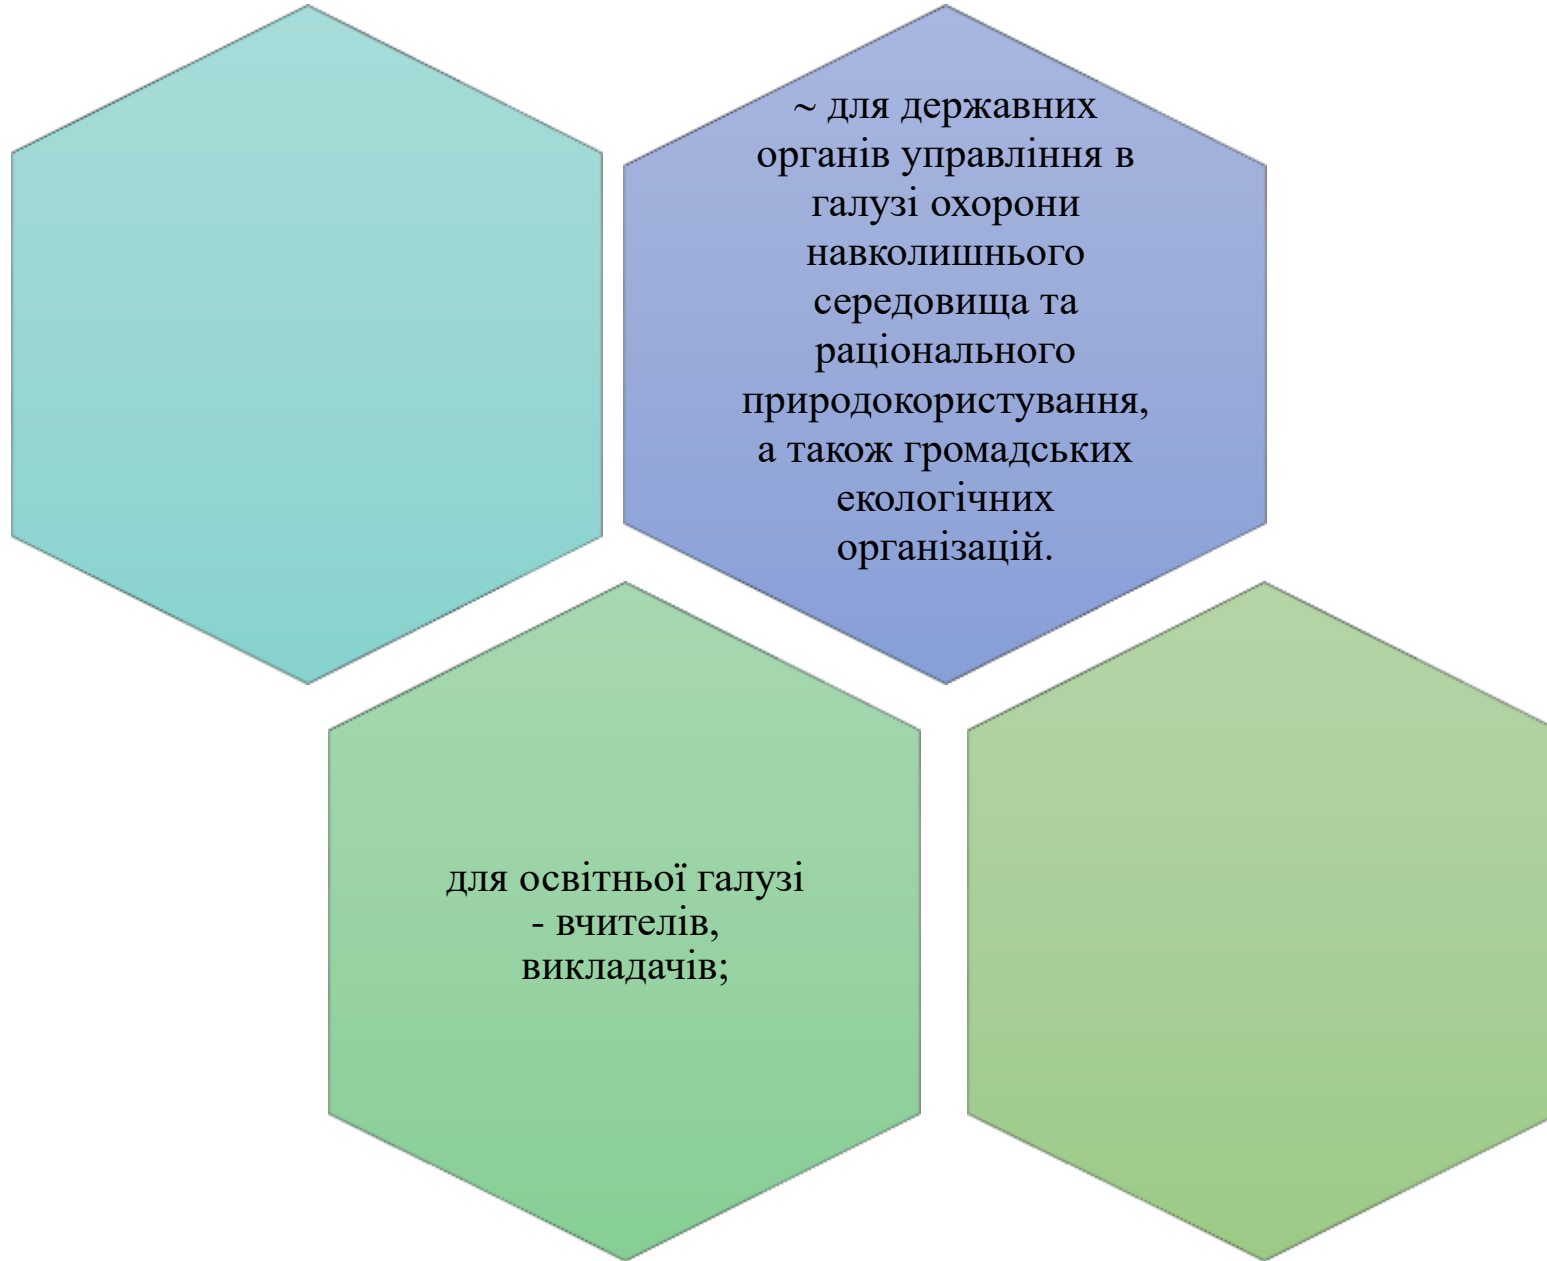 ~ для державних
органів управління в
галузі охорони
навколишнього
середовища та
раціонального
природокористування,
а також громадських
екологічних
організацій.
для освітньої галузі
- вчителів,
викладачів;